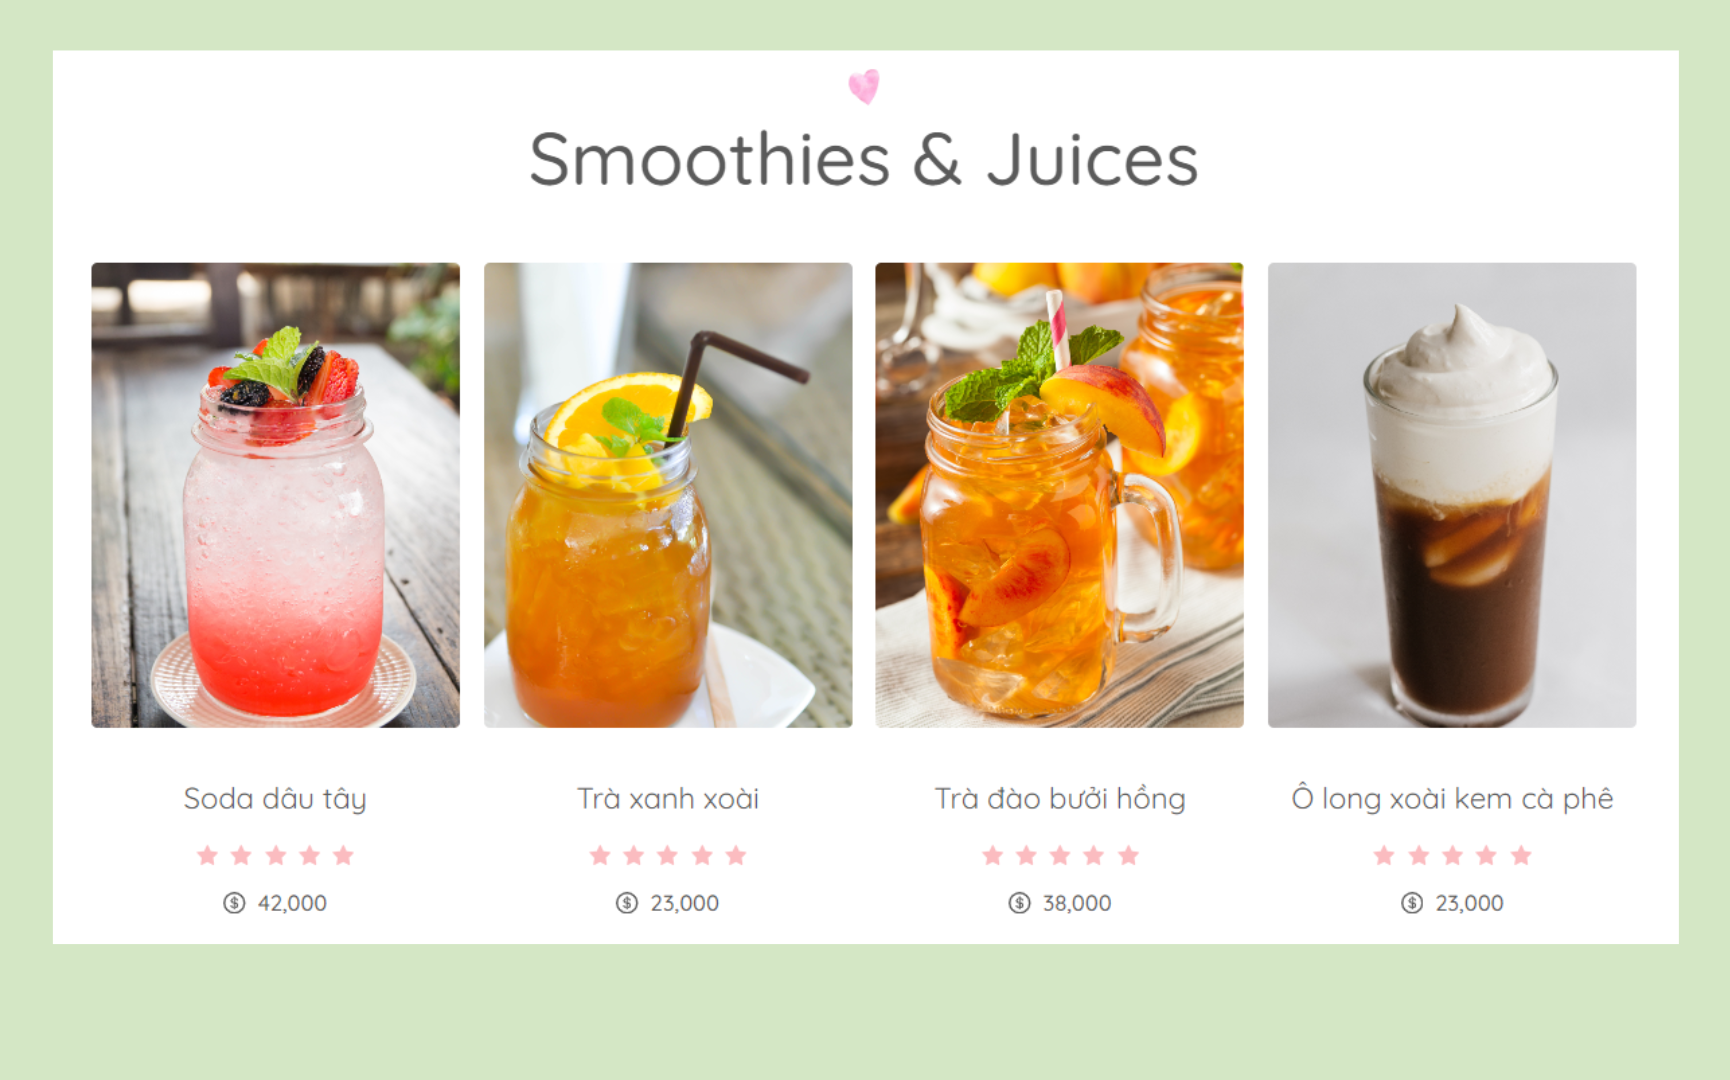 Smoothies & Juices
Soda dâu tây
42,000
Trà xanh xoài
23,000
Trà đào bưởi hồng
38,000
Ô long xoài kem cà phê
23,000